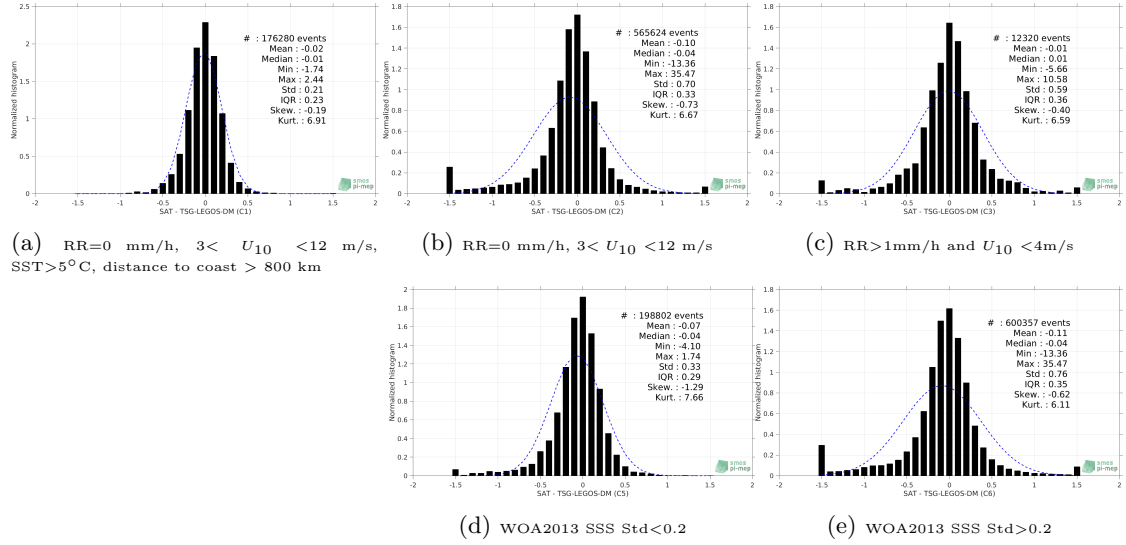 2.5
2
1.5
1
0.5
0
Normalized histogram
-2 -1.5 -1 -0.5 0 0.5 1 1.5 2
SAT - TSG-LEGOS-DM (C1)
# : 176280 events
Mean : -0.02
Median : -0.01
Min : -1.74
Max : 2.44
Std : 0.21
IQR : 0.23
Skew. : -0.19
Kurt. : 6.91
smos
pi-mep
1.8
1.6
1.4
1.2
1
0.8
0.6
0.4
0.2
0
Normalized histogram
-2 -1.5 -1 -0.5 0 0.5 1 1.5 2
SAT - TSG-LEGOS-DM (C2)
# : 565624 events
Mean : -0.10
Median : -0.04
Min : -13.36
Max : 35.47
Std : 0.70
IQR : 0.33
Skew. : -0.73
Kurt. : 6.67
smos
pi-mep
1.8
1.6
1.4
1.2
1
0.8
0.6
0.4
0.2
0
Normalized histogram
-2 -1.5 -1 -0.5 0 0.5 1 1.5 2
SAT - TSG-LEGOS-DM (C3)
# : 12320 events
Mean : -0.01
Median : 0.01
Min : -5.66
Max : 10.58
Std : 0.59
IQR : 0.36
Skew. : -0.40
Kurt. : 6.59
smos
pi-mep
(a) RR=0 mm/h, 3< U10 <12 m/s,
SST>5°C, distance to coast > 800 km
(b) RR=0 mm/h, 3< U10 <12 m/s
(c) RR>1mm/h and U10 <4m/s
2
1.8
1.6
1.4
1.2
1
0.8
0.6
0.4
0.2
0
Normalized histogram
-2 -1.5 -1 -0.5 0 0.5 1 1.5 2
SAT - TSG-LEGOS-DM (C5)
# : 198802 events
Mean : -0.07
Median : -0.04
Min : -4.10
Max : 1.74
Std : 0.33
IQR : 0.29
Skew. : -1.29
Kurt. : 7.66
smos
pi-mep
1.8
1.6
1.4
1.2
1
0.8
0.6
0.4
0.2
0
Normalized histogram
-2 -1.5 -1 -0.5 0 0.5 1 1.5 2
SAT - TSG-LEGOS-DM (C6)
# : 600357 events
Mean : -0.11
Median : -0.04
Min : -13.36
Max : 35.47
Std : 0.76
IQR : 0.35
Skew. : -0.62
Kurt. : 6.11
smos
pi-mep
(d) WOA2013 SSS Std<0.2
(e) WOA2013 SSS Std>0.2